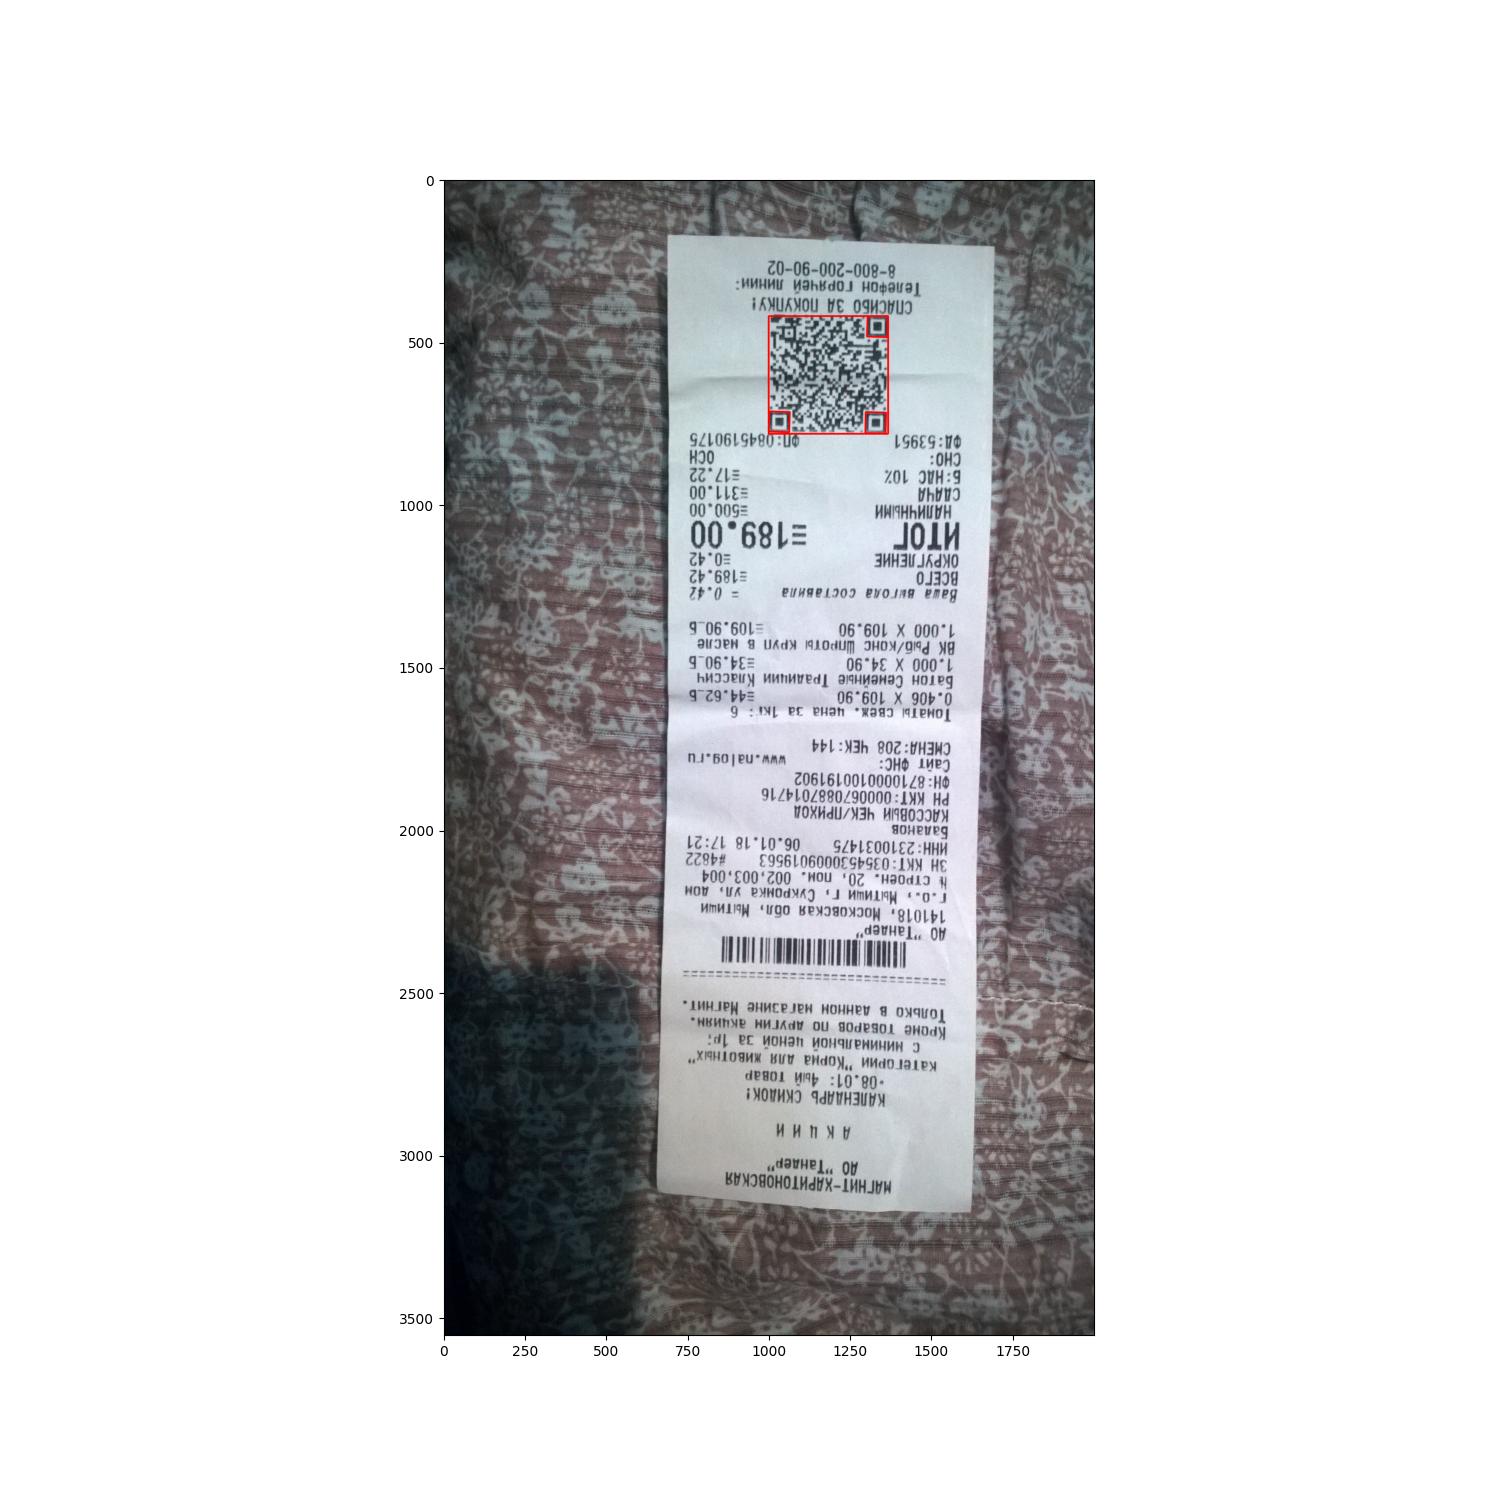 МАГНИТ-ХАРИТОНОВСКАЯ
АО "Тандер"
А К Ц И И
КАЛЕНДАРЬ СКИДОК!
*08.01: 4ый товар
категории "Корма для животных"
с минимальной ценой за 1р;
Кроме товаров по другим акциям.
Только в данном магазине Магнит.
АО "Тандер"
141018, Московская обл, Мытищи
г.о., Мытищи г, Сукромка ул, дом
№ строен. 20, пом. 002,003,004
ЗН ККТ:0354530009019563 #4822
ИНН:2310031475 06.01.18 17:21
Баланов
КАССОВЫЙ ЧЕК/ПРИХОД
РН ККТ:0000670887014716
ФН:8710000100191902
Сайт ФНС: www.nalog.ru
СМЕНА:208 ЧЕК:144
Томаты свеж. цена за 1кг: 6
0.406 X 109.90 ≡44.62_Б
Батон Семейные Традиции Классич
1.000 X 34.90 ≡34.90_Б
ВК Рыб/конс Шпроты круп в масле
1.000 X 109.90 ≡109.90_Б
Ваша выгода составила = 0.42
ВСЕГО ≡189.42
ОКРУГЛЕНИЕ ≡0.42
ИТОГ ≡189.00
НАЛИЧНЫМИ ≡500.00
СДАЧА ≡311.00
Б:НДС 10% ≡17.22
СНО: ОСН
ФД:53951 ФП:0845190175
СПАСИБО ЗА ПОКУПКУ!
Телефон горячей линии:
8-800-200-90-02
0
500
1000
1500
2000
2500
3000
3500
0 250 500 750 1000 1250 1500 1750